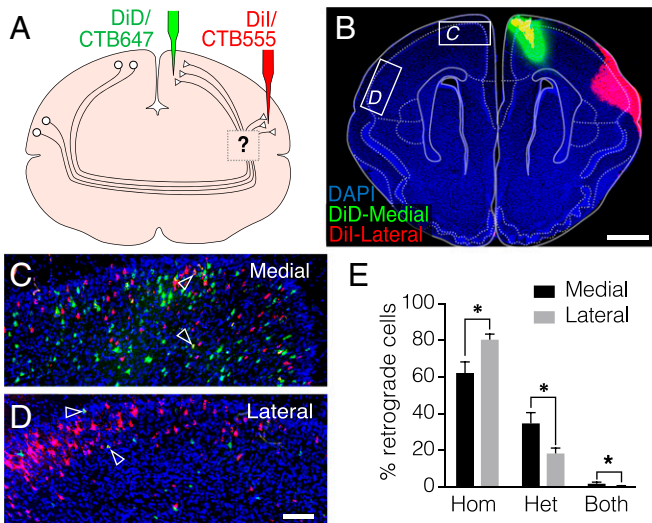 A
DiD/
CTB647
DiI/
CTB555
?
B
C
D
DAPI
DiD-Medial
DiI-Lateral
C
Medial
D
Lateral
E
% retrograde cells
100
80
60
40
20
0
Medial
Lateral
*
*
*
Hom
Het
Both